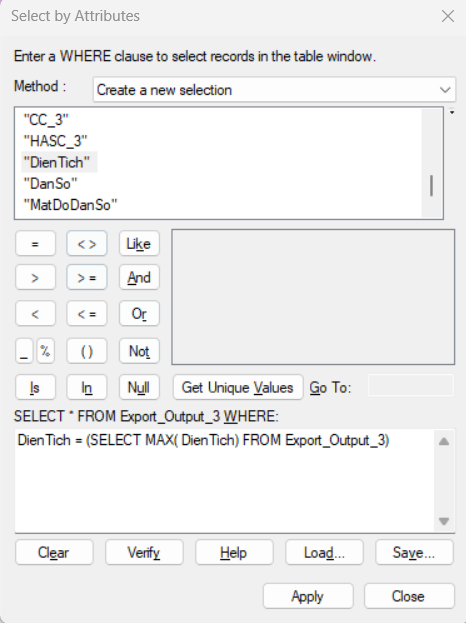 Select by Attributes
Enter a WHERE clause to select records in the table window.
Method : Create a new selection
"CC_3"
"HASC_3"
"DienTich"
"DanSo"
"MatDoDanSo"
= < > Like
> > = And
< < = Or
_ % ( ) Not
Is In Null Get Unique Values Go To:
SELECT * FROM Export_Output_3 WHERE:
DienTich = (SELECT MAX( DienTich) FROM Export_Output_3)
Clear Verify Help Load... Save...
Apply Close